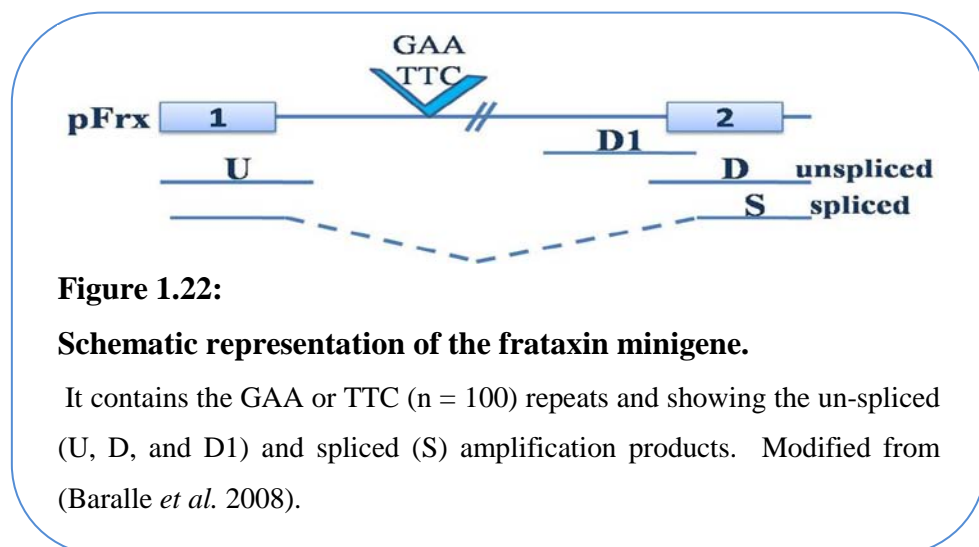 GAA
TTC
pFrx 1 2
D1
U D unspliced
S spliced
Figure 1.22:
Schematic representation of the frataxin minigene.
It contains the GAA or TTC (n = 100) repeats and showing the un-spliced
(U, D, and D1) and spliced (S) amplification products. Modified from
(Baralle et al. 2008).